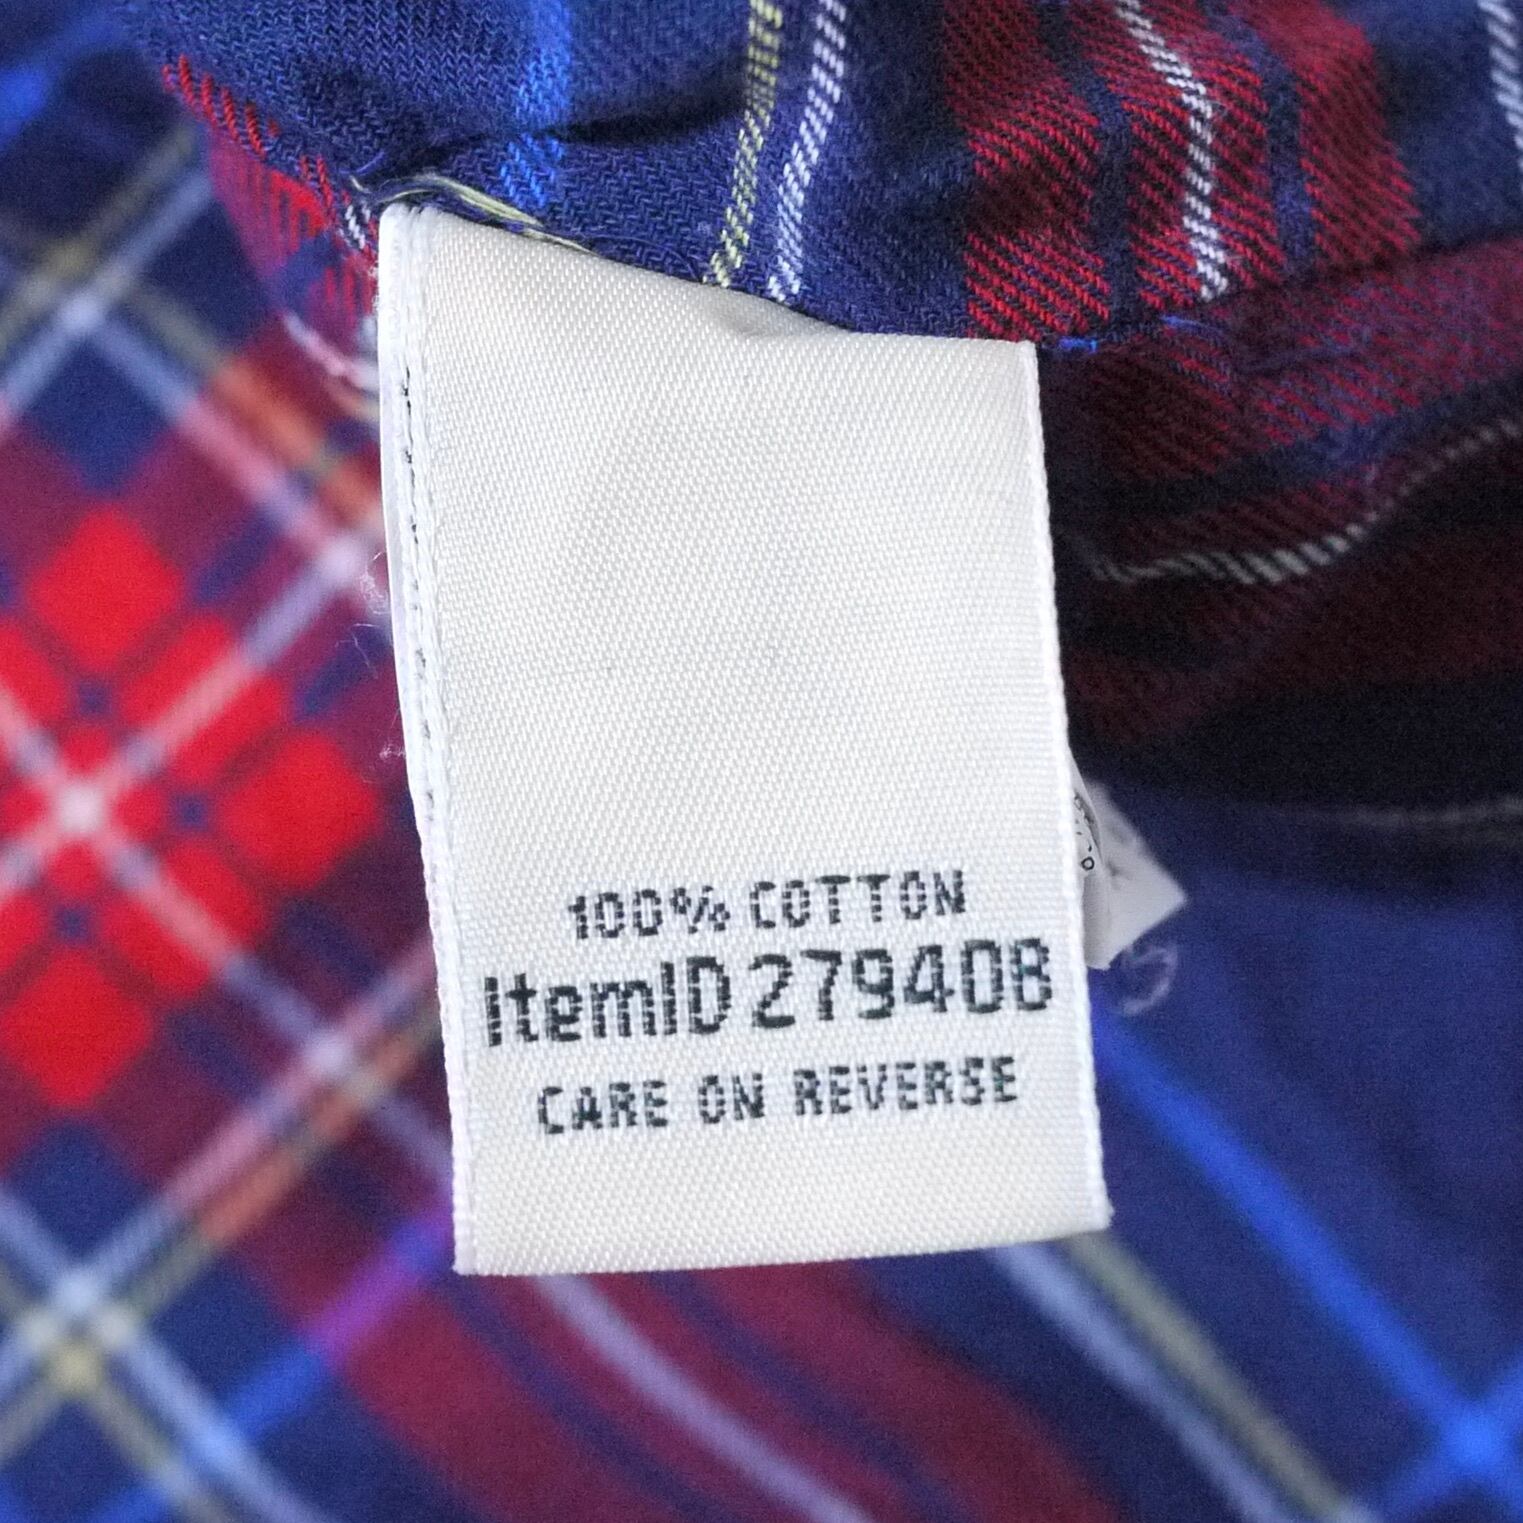 100% COTTON
ItemID 279408
CARE ON REVERSE